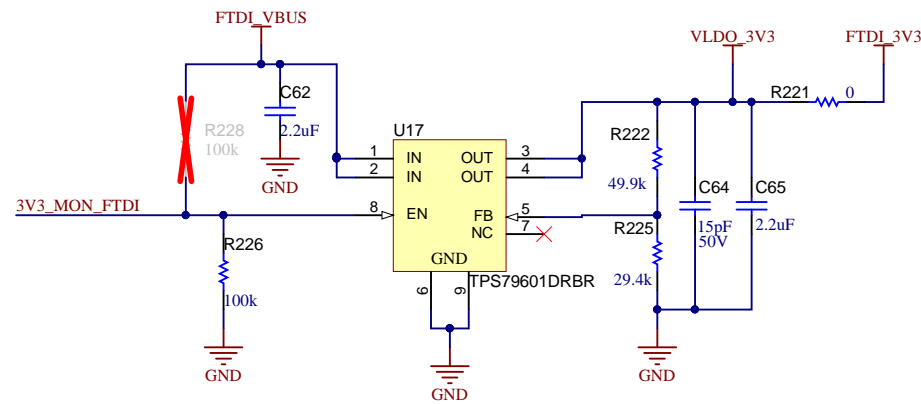 FTDI_VBUS
VLDO_3V3
FTDI_3V3
C62
2.2uF
R228
100k
GND
R221
0
U17
1 IN
2 IN
8 EN
OUT 3
OUT 4
FB 5
NC 7
GND
6
9
TPS79601DRBR
R222
49.9k
R225
29.4k
C64
15pF
50V
C65
2.2uF
3V3_MON_FTDI
R226
100k
GND
GND
GND